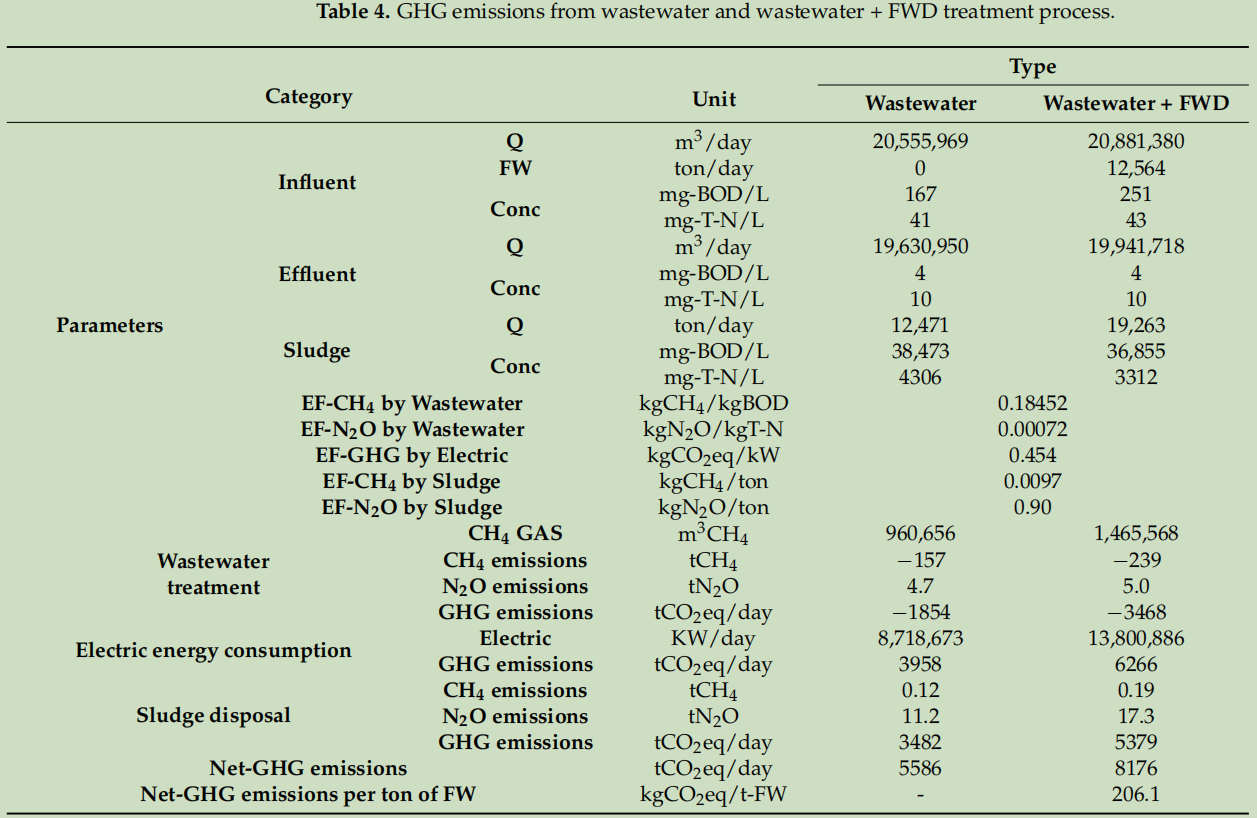 Table 4. GHG emissions from wastewater and wastewater + FWD treatment process.
Category Unit Type
Wastewater Wastewater + FWD
Parameters Influent Q m³/day 20,555,969 20,881,380
FW ton/day 0 12,564
Conc mg-BOD/L 167 251
mg-T-N/L 41 43
Effluent Q m³/day 19,630,950 19,941,718
Conc mg-BOD/L 4 4
mg-T-N/L 10 10
Sludge Q ton/day 12,471 19,263
Conc mg-BOD/L 38,473 36,855
mg-T-N/L 4306 3312
EF-CH₄ by Wastewater kgCH₄/kgBOD 0.18452
EF-N₂O by Wastewater kgN₂O/kgT-N 0.00072
EF-GHG by Electric kgCO₂eq/kW 0.454
EF-CH₄ by Sludge kgCH₄/ton 0.0097
EF-N₂O by Sludge kgN₂O/ton 0.90
Wastewater treatment CH₄ GAS m³CH₄ 960,656 1,465,568
CH₄ emissions tCH₄ −157 −239
N₂O emissions tN₂O 4.7 5.0
GHG emissions tCO₂eq/day −1854 −3468
Electric energy consumption Electric KW/day 8,718,673 13,800,886
GHG emissions tCO₂eq/day 3958 6266
Sludge disposal CH₄ emissions tCH₄ 0.12 0.19
N₂O emissions tN₂O 11.2 17.3
GHG emissions tCO₂eq/day 3482 5379
Net-GHG emissions tCO₂eq/day 5586 8176
Net-GHG emissions per ton of FW kgCO₂eq/t-FW - 206.1